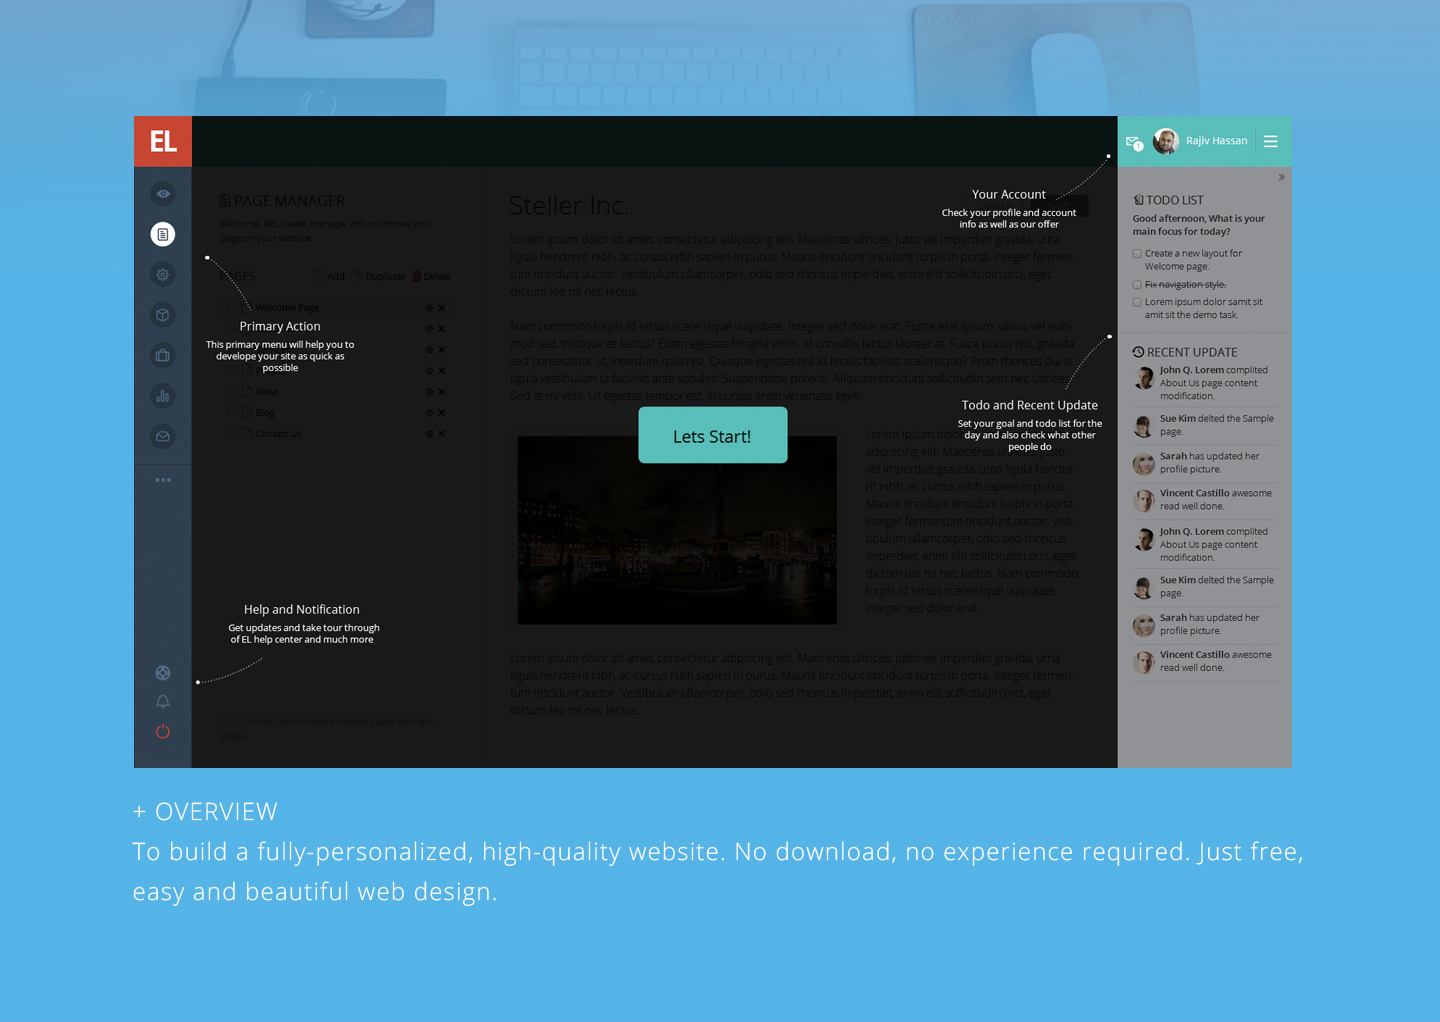 EL
1
Rajiv Hassan
PAGE MANAGER
Welcome, lets create, manage, edit or remove your
page on your website.
PAGES
Add
Duplicate
Delete
Welcome Page
Primary Action
This primary menu will help you to
develope your site as quick as
possible
News
Blog
Contact Us
Help and Notification
Get updates and take tour through
of EL help center and much more
Tips: You can add or delete multiple pages by check
pages.
Steller Inc.
Your Account
Check your profile and account
info as well as our offer
Lorem ipsum dolor sit amet, consectetur adipiscing elit. Maecenas ultrices, justo vel imperdiet gravida, urna
ligula hendrerit nibh, ac cursus nibh sapien in purus. Mauris tincidunt tincidunt turpis in porta. Integer fermen-
tum tincidunt auctor. Vestibulum ullamcorper, odio sed rhoncus imperdiet, enim elit sollicitudin orci, eget
dictum leo mi nec lectus.
Nam commodo turpis id lectus scelerisque vulputate. Integer sed dolor erat. Fusce erat ipsum, varius vel euis-
mod sed, tristique et lectus? Etiam egestas fringilla enim, id convallis lectus laoreet at. Fusce purus nisl, gravida
sed consectetur ut, interdum quis nisi. Quisque egestas nisl id lectus facilisis scelerisque? Proin rhoncus dui at
ligula vestibulum ut facilisis ante sodales! Suspendisse potenti. Aliquam tincidunt sollicitudin sem nec ultrices.
Sed at mi velit. Ut egestas tempor est, in cursus enim venenatis eget!
Lets Start!
Todo and Recent Update
Set your goal and todo list for the
day and also check what other
people do
Lorem ipsum dolor
adipiscing elit. Maecenas
vel imperdiet gravida, urna ligula hendre-
rit nibh, ac cursus nibh sapien in purus.
Mauris tincidunt tincidunt turpis in porta.
Integer fermentum tincidunt auctor. Ves-
tibulum ullamcorper, odio sed rhoncus
imperdiet, enim elit sollicitudin orci, eget
dictum leo mi nec lectus. Nam commodo
turpis id lectus scelerisque vulputate
integer sed dolor erat.
Lorem ipsum dolor sit amet, consectetur adipiscing elit. Maecenas ultrices, justo vel imperdiet gravida, urna
ligula hendrerit nibh, ac cursus nibh sapien in purus. Mauris tincidunt tincidunt turpis in porta. Integer fermen-
tum tincidunt auctor. Vestibulum ullamcorper, odio sed rhoncus imperdiet, enim elit sollicitudin orci, eget
dictum leo mi nec lectus.
TODO LIST
Good afternoon, What is your
main focus for today?
Create a new layout for
Welcome page.
Fix navigation style.
Lorem ipsum dolor samit sit
amit sit the demo task.
RECENT UPDATE
John Q. Lorem complited
About Us page content
modification.
Sue Kim delted the Sample
page.
Sarah has updated her
profile picture.
Vincent Castillo awesome
read well done.
John Q. Lorem complited
About Us page content
modification.
Sue Kim delted the Sample
page.
Sarah has updated her
profile picture.
Vincent Castillo awesome
read well done.
+ OVERVIEW
To build a fully-personalized, high-quality website. No download, no experience required. Just free,
easy and beautiful web design.